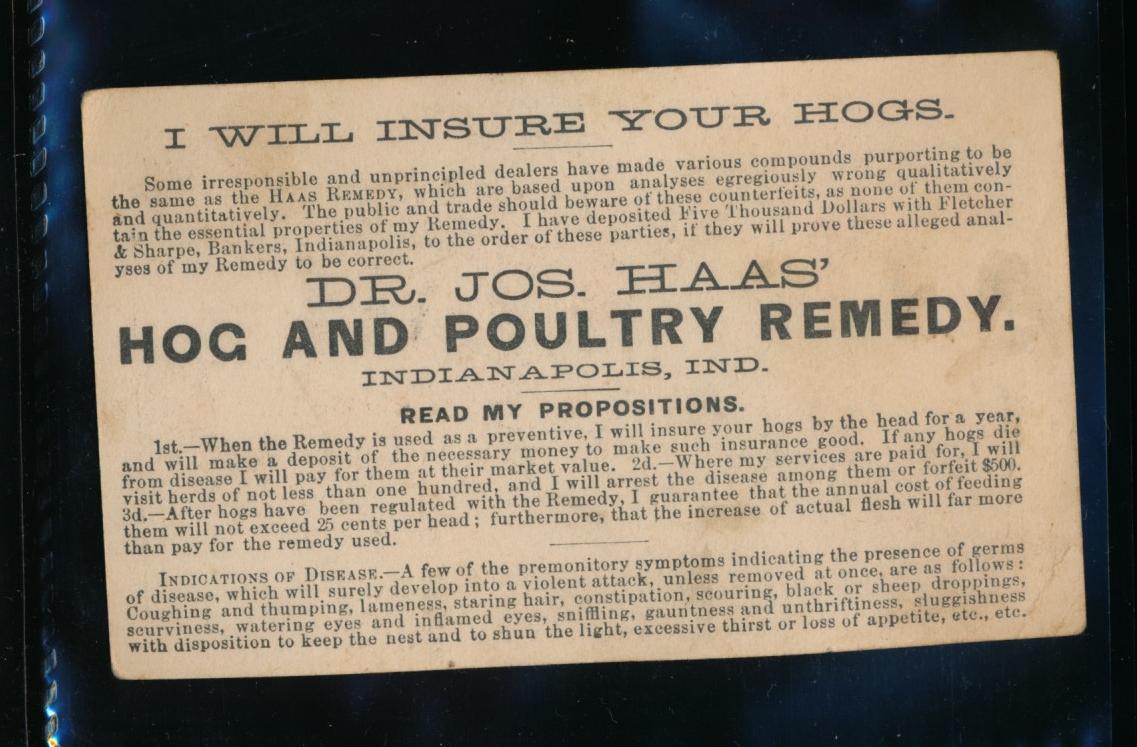 I WILL INSURE YOUR HOGS.
Some irresponsible and unprincipled dealers have made various compounds purporting to be
the same as the HAAS REMEDY, which are based upon analyses egregiously wrong qualitatively
and quantitatively. The public and trade should beware of these counterfeits, as none of them con-
tain the essential properties of my Remedy. I have deposited Five Thousand Dollars with Fletcher
& Sharpe, Bankers, Indianapolis, to the order of these parties, if they will prove these alleged anal-
yses of my Remedy to be correct.
DR. JOS. HAAS'
HOG AND POULTRY REMEDY.
INDIANAPOLIS, IND.
READ MY PROPOSITIONS.
1st.—When the Remedy is used as a preventive, I will insure your hogs by the head for a year,
and will make a deposit of the necessary money to make such insurance good. If any hogs die
from disease I will pay for them at their market value. 2d.—Where my services are paid for, I will
visit herds of not less than one hundred, and I will arrest the disease among them or forfeit $500.
3d.—After hogs have been regulated with the Remedy, I guarantee that the annual cost of feeding
them will not exceed 25 cents per head; furthermore, that the increase of actual flesh will far more
than pay for the remedy used.
INDICATIONS OF DISEASE.—A few of the premonitory symptoms indicating the presence of germs
of disease, which will surely develop into a violent attack, unless removed at once, are as follows:
Coughing and thumping, lameness, staring hair, constipation, scouring, black or sheep droppings,
scurviness, watering eyes and inflamed eyes, sniffling, gauntness and unthriftiness, sluggishness
with disposition to keep the nest and to shun the light, excessive thirst or loss of appetite, etc., etc.